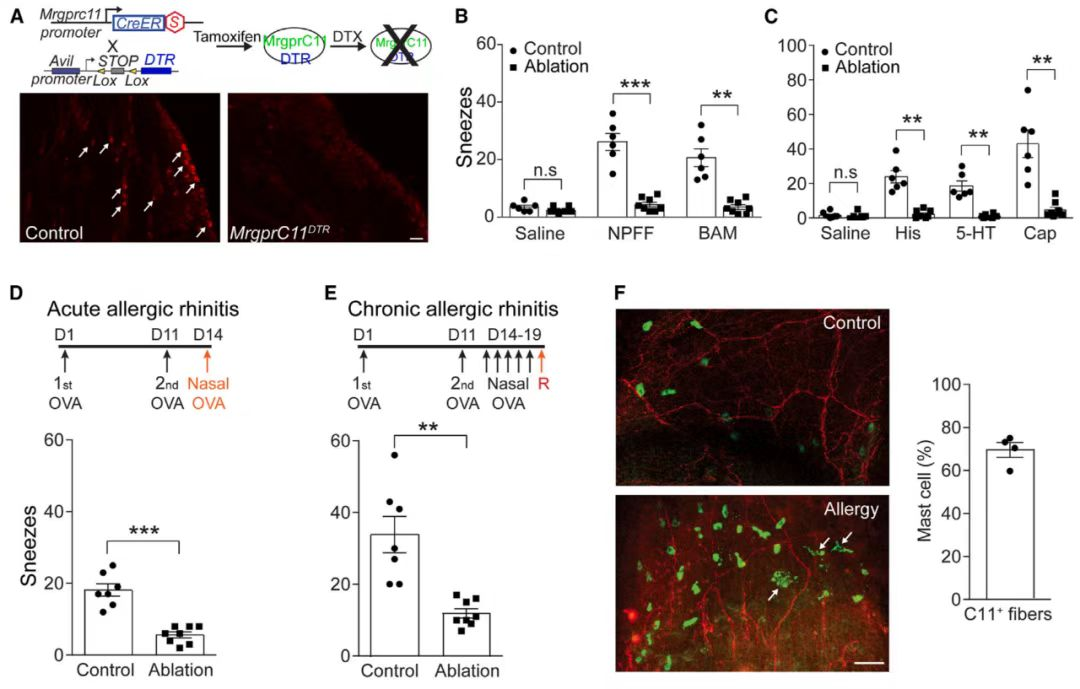 A
Mrgprc11
promoter
CreER
S
X
Avil
promoter
STOP
DTR
Lox
Lox
Tamoxifen
MrgprC11
DTR
DTX
MrgprC11
DTR
Control
MrgprC11DTR
B
Sneezes
60
40
20
0
Control
Ablation
n.s
***
**
Saline
NPFF
BAM
C
100
80
60
40
20
0
Control
Ablation
n.s
**
**
**
Saline
His
5-HT
Cap
D
Acute allergic rhinitis
D1
D11
D14
1st
OVA
2nd
OVA
Nasal
OVA
Sneezes
60
40
20
0
***
Control
Ablation
E
Chronic allergic rhinitis
D1
D11
D14-19
1st
OVA
2nd
OVA
Nasal
OVA
R
60
40
20
0
**
Control
Ablation
F
Control
Allergy
Mast cell (%)
100
80
60
40
20
0
C11+ fibers